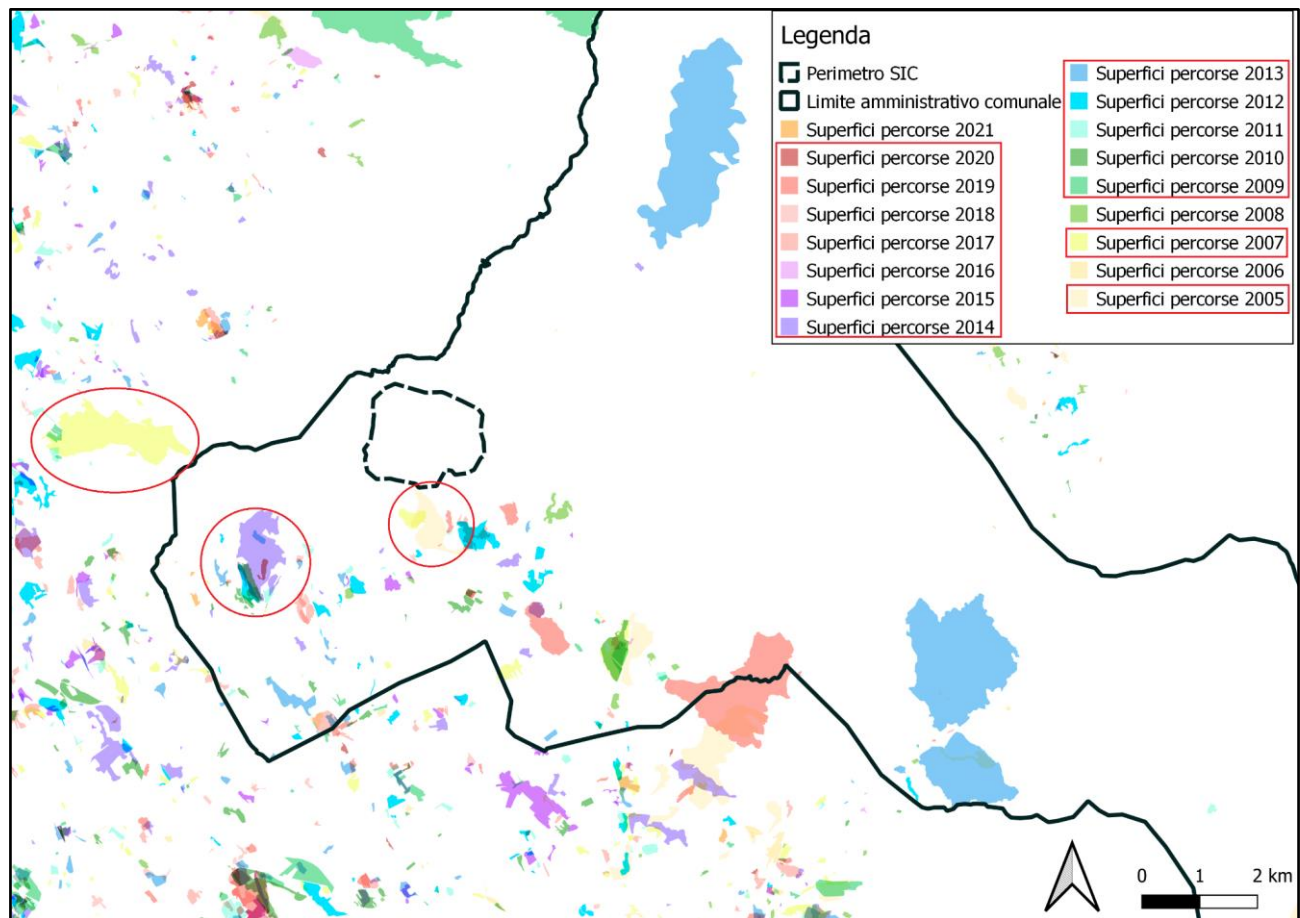 Legenda
Perimetro SIC
Limite amministrativo comunale
Superfici percorse 2021
Superfici percorse 2020
Superfici percorse 2019
Superfici percorse 2018
Superfici percorse 2017
Superfici percorse 2016
Superfici percorse 2015
Superfici percorse 2014
Superfici percorse 2013
Superfici percorse 2012
Superfici percorse 2011
Superfici percorse 2010
Superfici percorse 2009
Superfici percorse 2008
Superfici percorse 2007
Superfici percorse 2006
Superfici percorse 2005
0 1 2 km